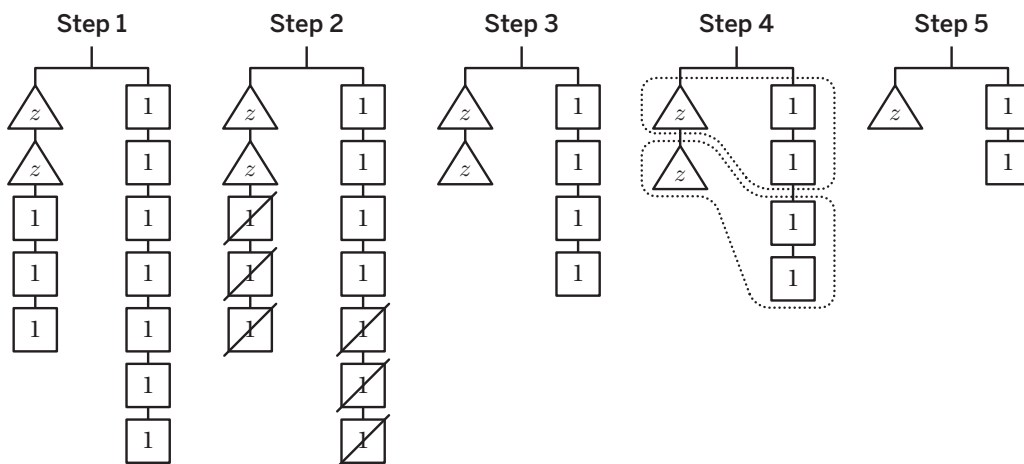 Step 1 Step 2 Step 3 Step 4 Step 5
z 1 z 1 z 1 z 1 z 1
z 1 z 1 z 1 z 1 1
1 1 1 1 1 1
1 1 1 1 1 1
1 1 1 1
1 1
1 1